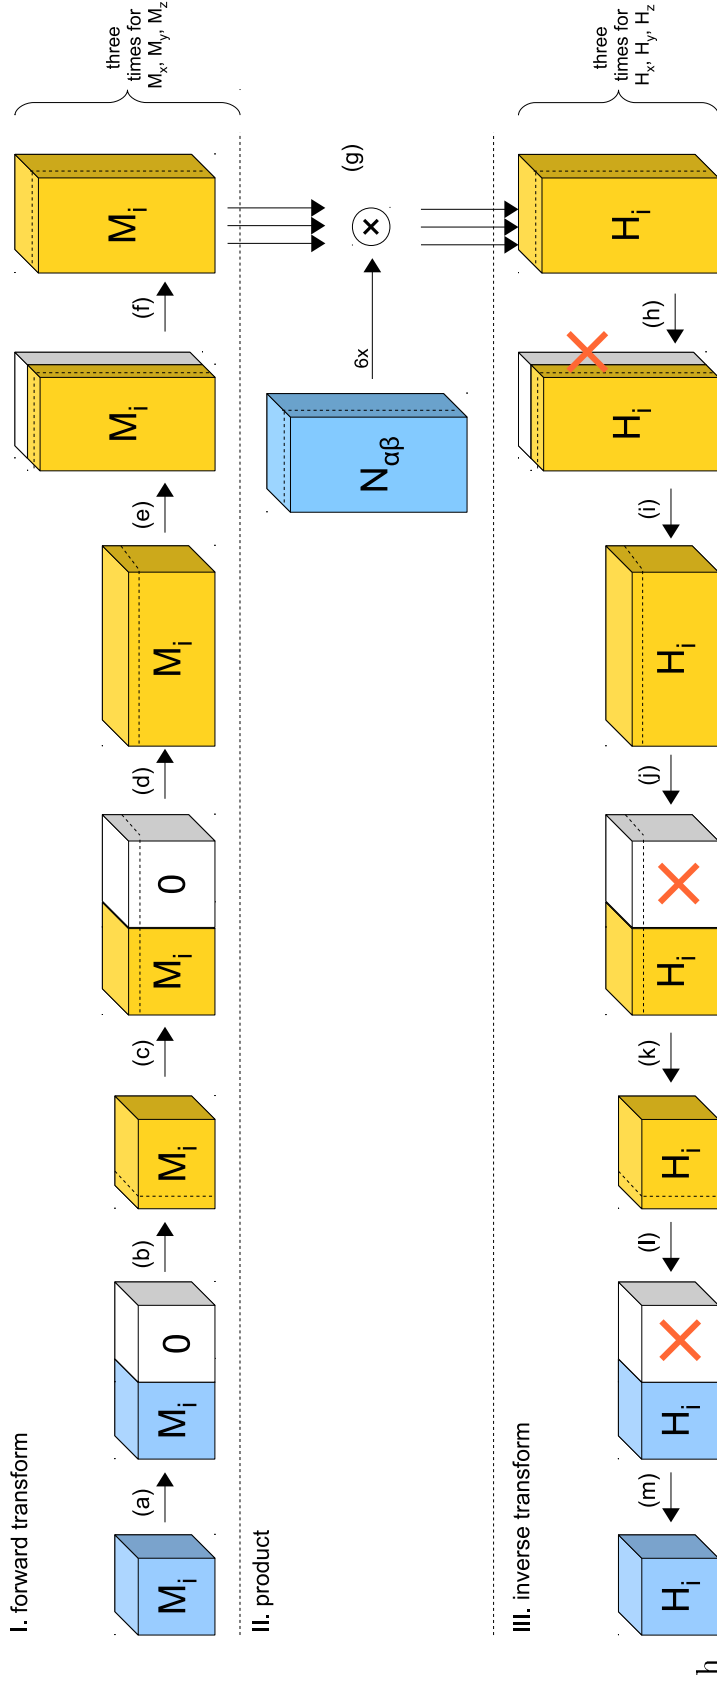 I. forward transform
M_i
(a)
M_i 0
(b)
M_i
(c)
M_i 0
(d)
M_i
(e)
M_i
(f)
M_i
three
times for
M_x, M_y, M_z
II. product
N_αβ
6x
×
(g)
III. inverse transform
H_i
(m)
H_i
(l)
H_i
(k)
H_i
(j)
H_i
(i)
H_i
(h)
H_i
three
times for
H_x, H_y, H_z
h